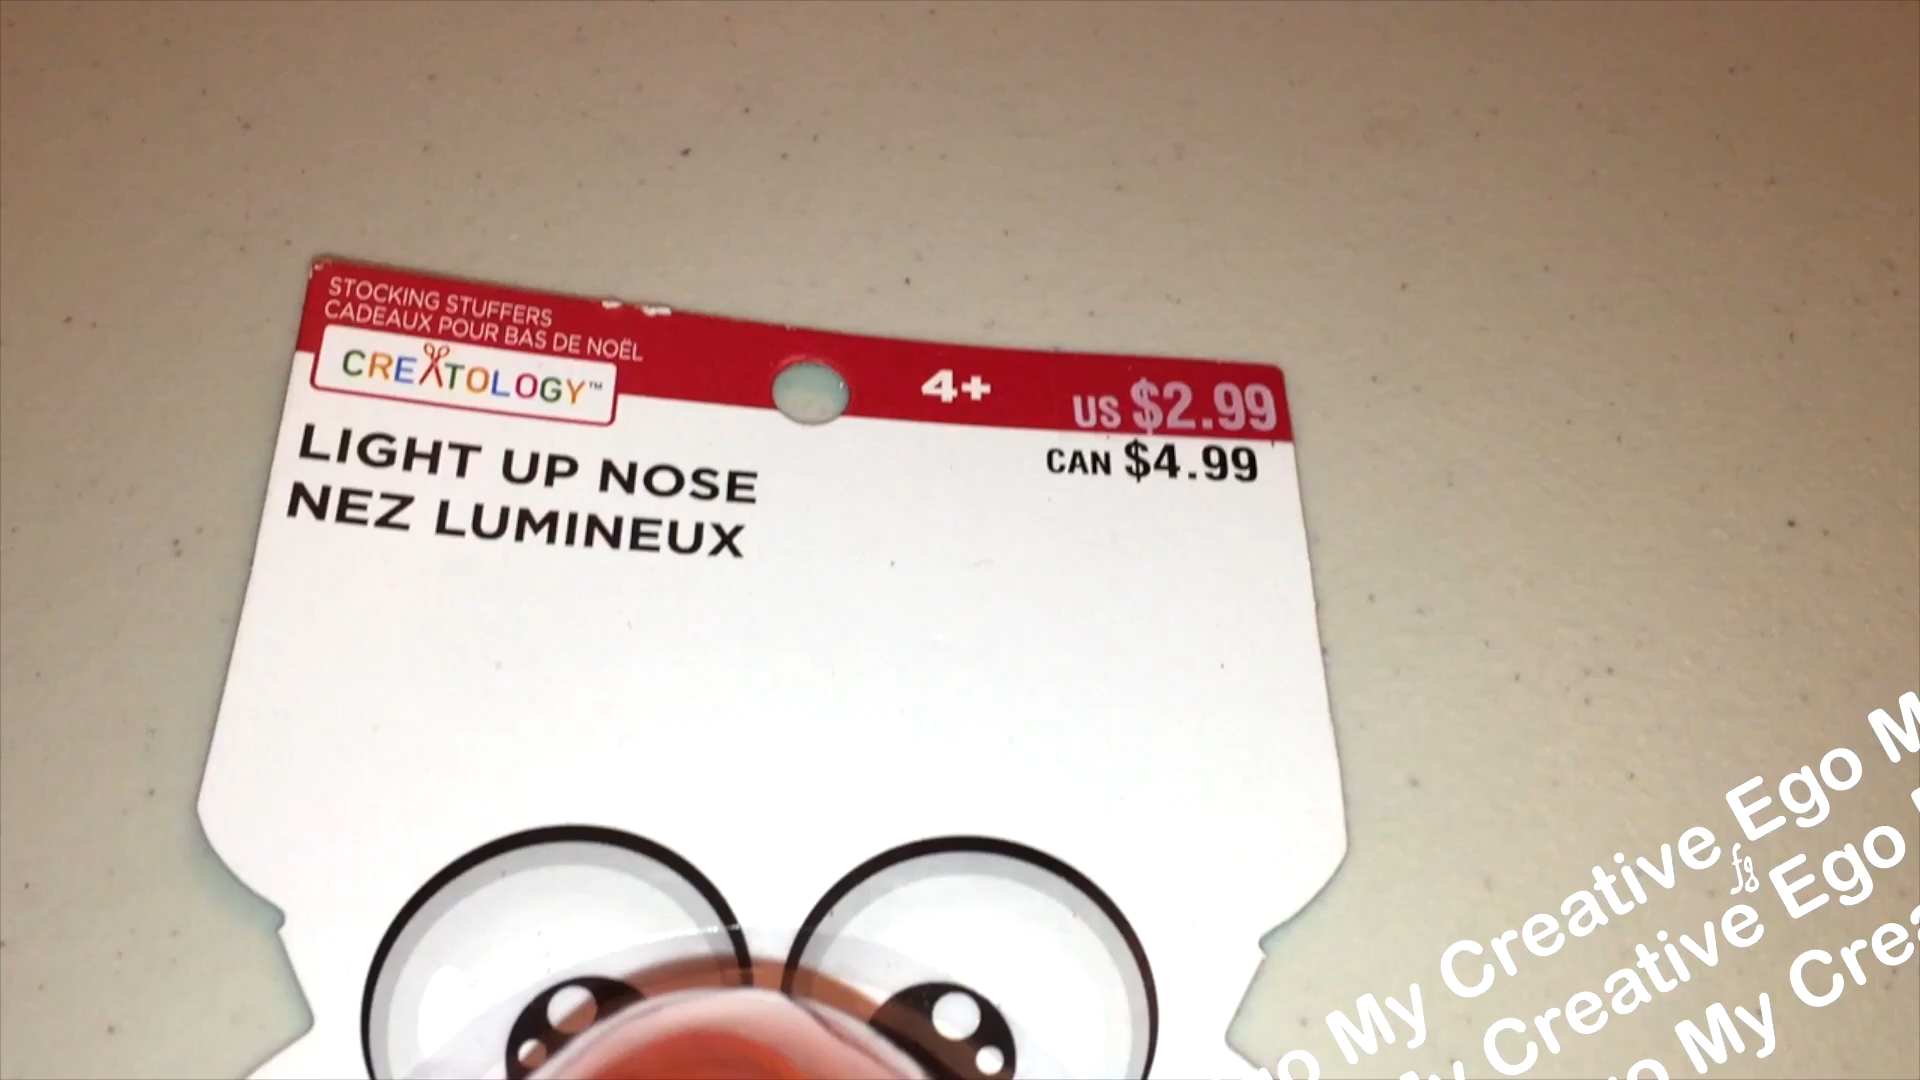 STOCKING STUFFERS
CADEAUX POUR BAS DE NOËL
CREATOLOGY™
4+
US $2.99
CAN $4.99
LIGHT UP NOSE
NEZ LUMINEUX
My Creative Ego
fg
My Creative Ego
My